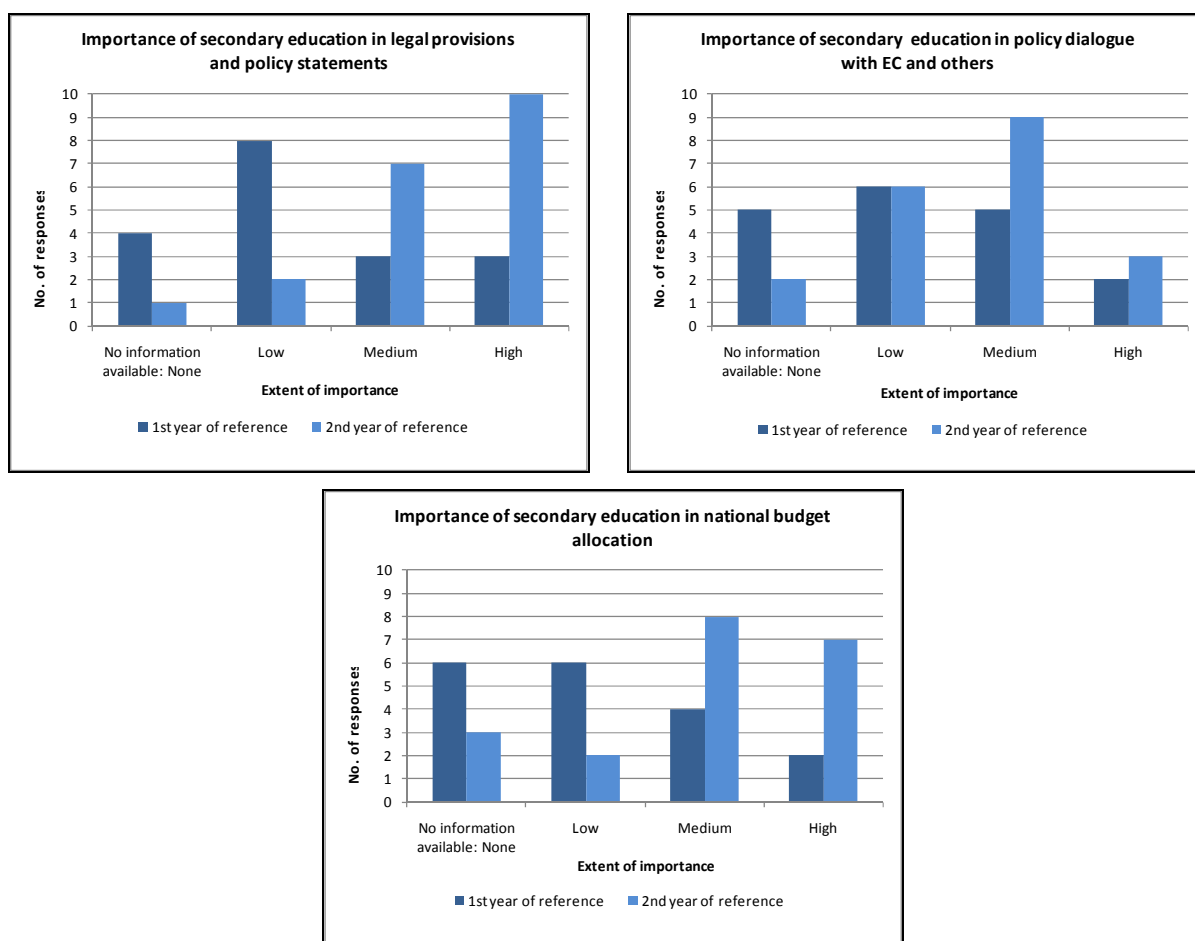 Importance of secondary education in legal provisions
and policy statements
10
9
8
7
6
5
4
3
2
1
0
No. of responses
No information
available: None
Low
Medium
High
Extent of importance
1st year of reference
2nd year of reference
Importance of secondary education in policy dialogue
with EC and others
10
9
8
7
6
5
4
3
2
1
0
No. of responses
No information
available: None
Low
Medium
High
Extent of importance
1st year of reference
2nd year of reference
Importance of secondary education in national budget
allocation
10
9
8
7
6
5
4
3
2
1
0
No. of responses
No information
available: None
Low
Medium
High
Extent of importance
1st year of reference
2nd year of reference